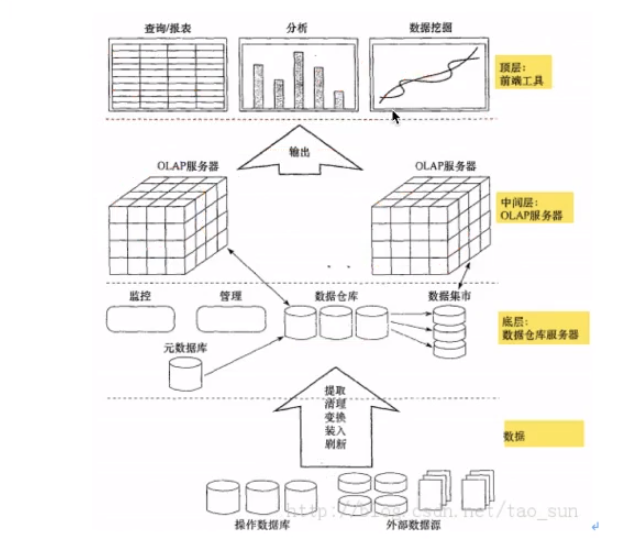 查询/报表
分析
数据挖掘
顶层：
前端工具
输出
OLAP服务器
OLAP服务器
中间层：
OLAP服务器
监控
管理
数据仓库
数据集市
底层：
数据仓库服务器
元数据库
提取
清理
变换
装入
刷新
数据
操作数据库
外部数据源
http://blog.csdn.net/tao_sun